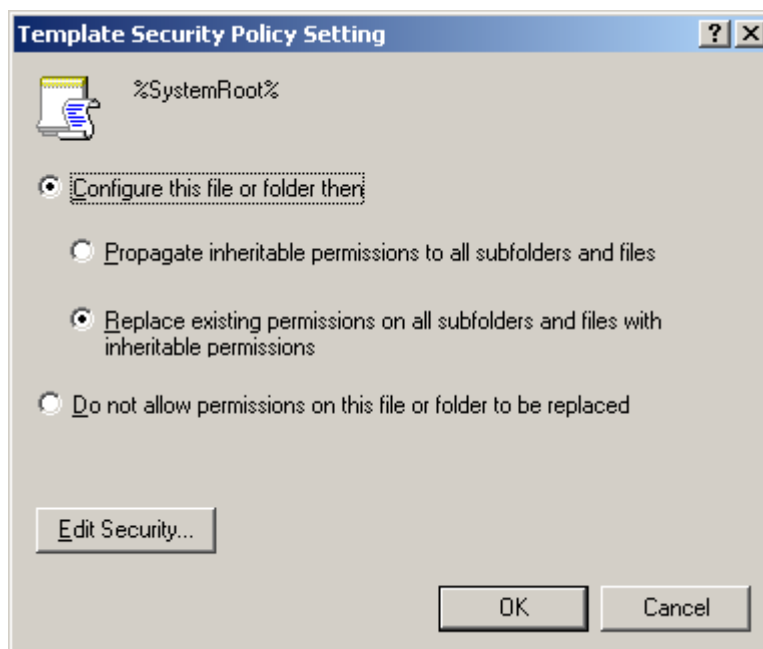 Template Security Policy Setting
%SystemRoot%
Configure this file or folder then
Propagate inheritable permissions to all subfolders and files
Replace existing permissions on all subfolders and files with
inheritable permissions
Do not allow permissions on this file or folder to be replaced
Edit Security...
OK Cancel